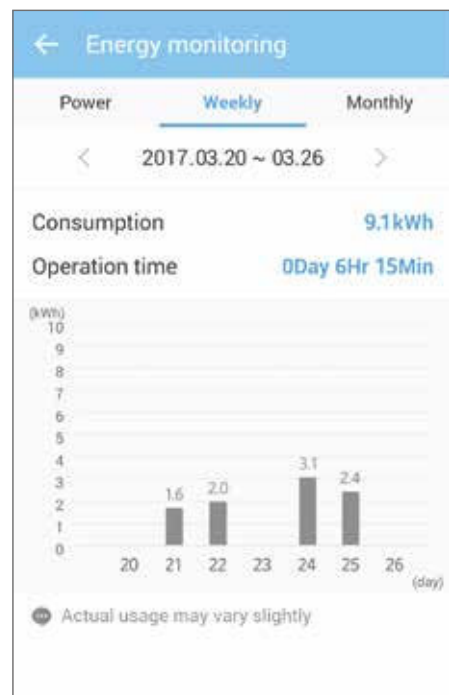 Energy monitoring
Power Weekly Monthly
2017.03.20 ~ 03.26
Consumption 9.1kWh
Operation time 0Day 6Hr 15Min
(kWh)
10
9
8
7
6
5
4
3.1
3
2.4
2.0
1.6
2
1
0
20 21 22 23 24 25 26
(day)
Actual usage may vary slightly